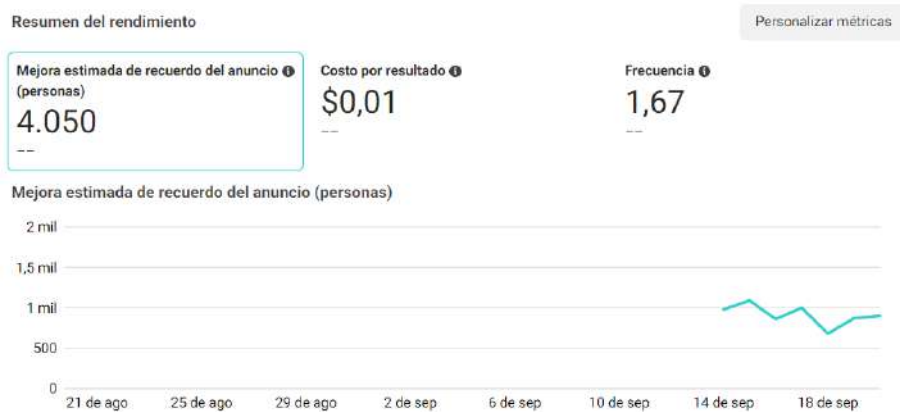 Resumen del rendimiento
Personalizar métricas
Mejora estimada de recuerdo del anuncio
(personas)
4.050
--
Costo por resultado
$0,01
--
Frecuencia
1,67
--
Mejora estimada de recuerdo del anuncio (personas)
2 mil
1,5 mil
1 mil
500
0
21 de ago 25 de ago 29 de ago 2 de sep 6 de sep 10 de sep 14 de sep 18 de sep